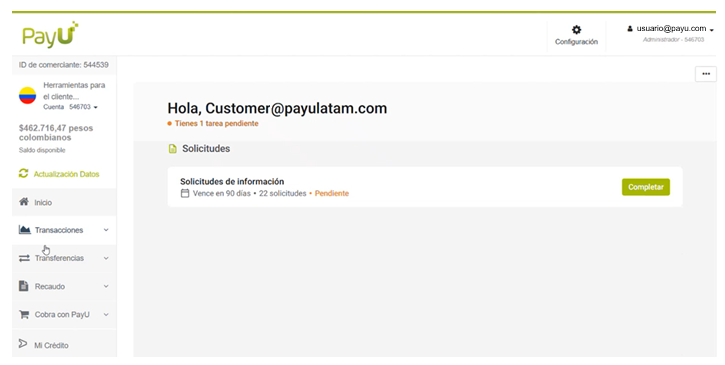 PayU
Configuración
usuario@payu.com
Administrador - 546703
ID de comerciante: 544539
Herramientas para
el cliente...
Cuenta 546703
$462.716,47 pesos
colombianos
Saldo disponible
Actualización Datos
Inicio
Transacciones
Transferencias
Recaudo
Cobra con PayU
Mi Crédito
Hola, Customer@payulatam.com
Tienes 1 tarea pendiente
Solicitudes
Solicitudes de información
Vence en 90 días • 22 solicitudes • Pendiente
Completar